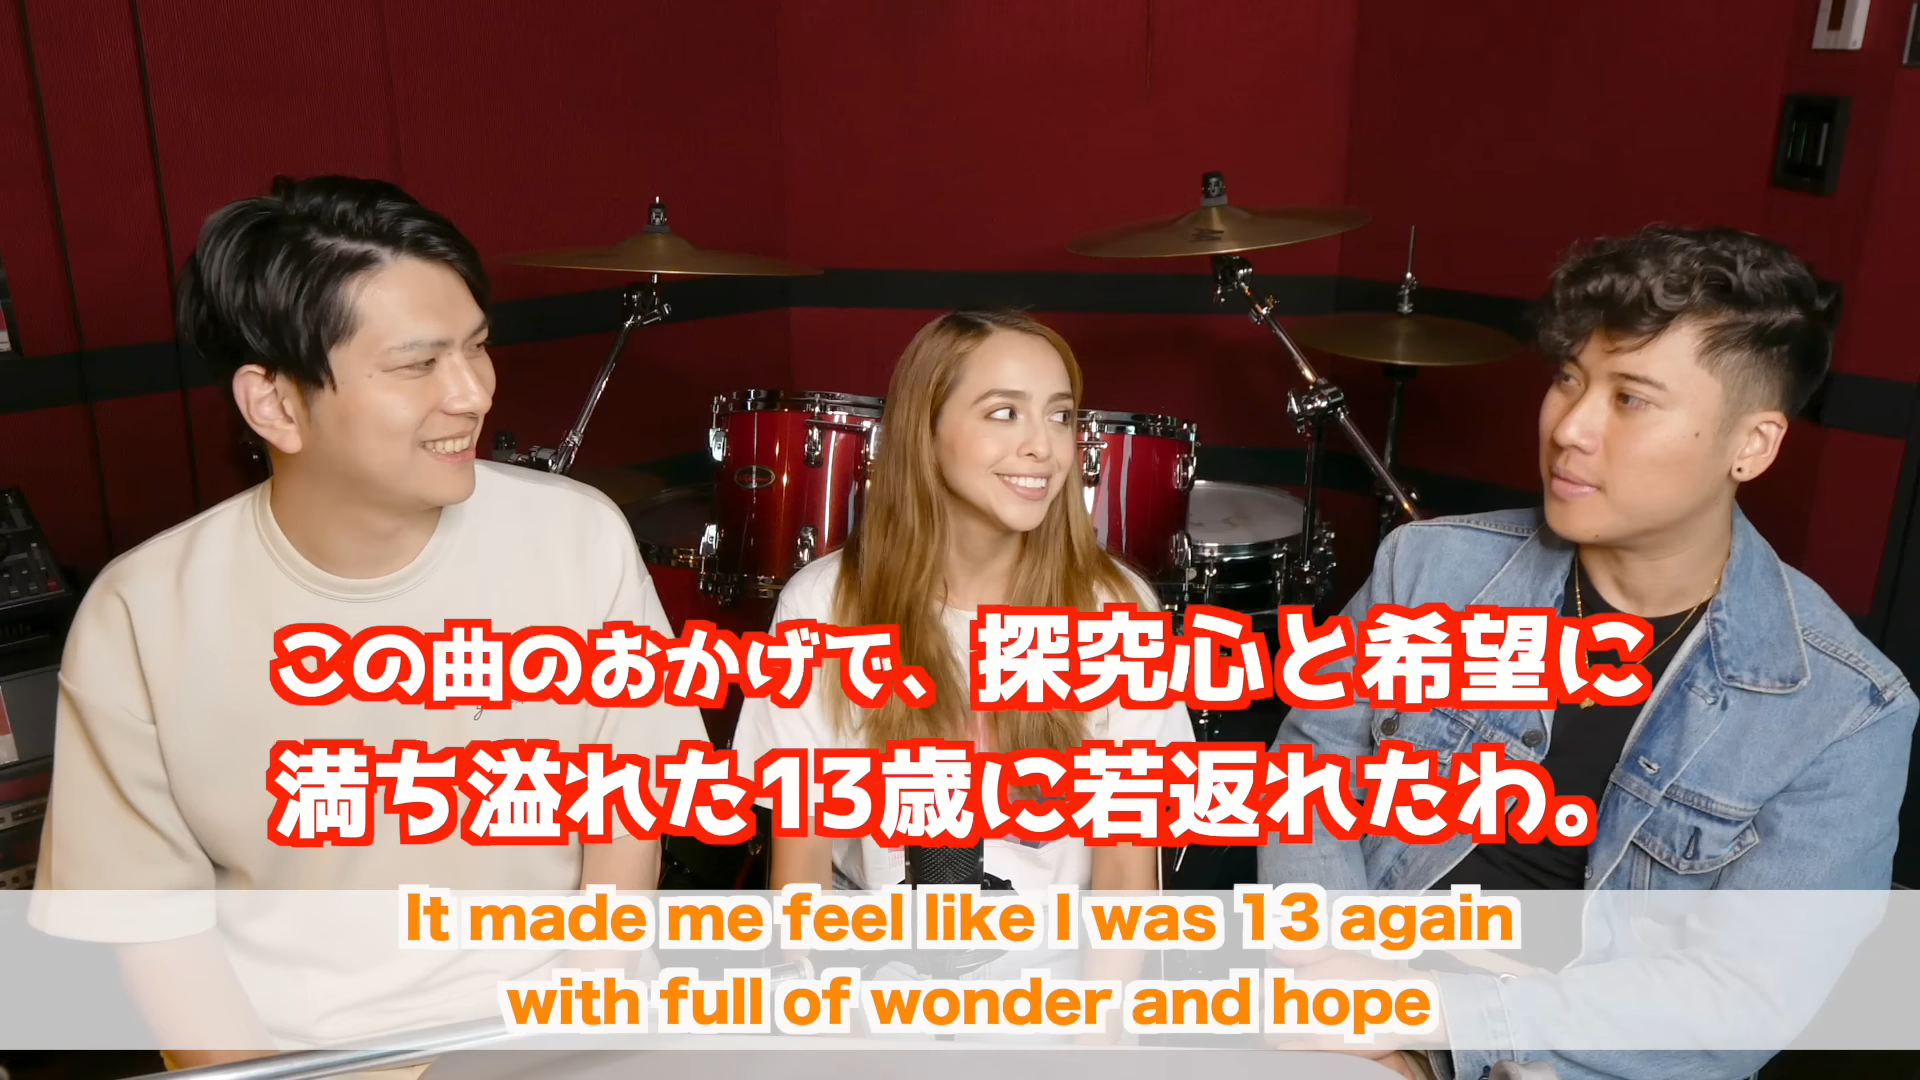 この曲のおかげで、探究心と希望に
満ち溢れた13歳に若返れたわ。
It made me feel like I was 13 again
with full of wonder and hope